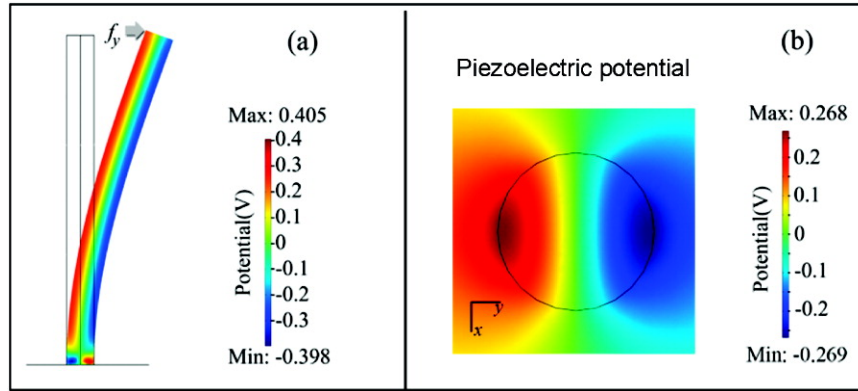 f_y
(a)
Max: 0.405
0.4
0.3
0.2
0.1
0
-0.1
-0.2
-0.3
Potential(V)
Min: -0.398
(b)
Piezoelectric potential
Max: 0.268
0.2
0.1
0
-0.1
-0.2
Potential(V)
Min: -0.269
y
x